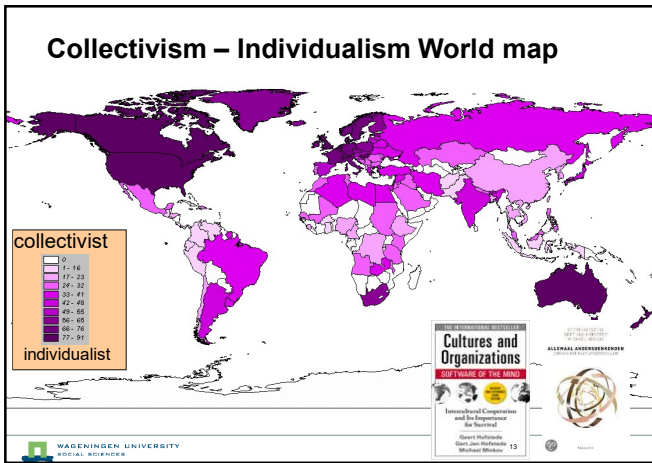 Collectivism – Individualism World map
collectivist
0
1 - 16
17 - 23
24 - 32
33 - 41
42 - 48
49 - 55
56 - 65
66 - 76
77 - 91
individualist
THE INTERNATIONAL BESTSELLER
Cultures and
Organizations
SOFTWARE OF THE MIND
Intercultural Cooperation
and Its Importance
for Survival
Geert Hofstede
Gert Jan Hofstede
Michael Minkov
ALLEMAAL ANDERSDENKENDEN
13
WAGENINGEN UNIVERSITY
SOCIAL SCIENCES